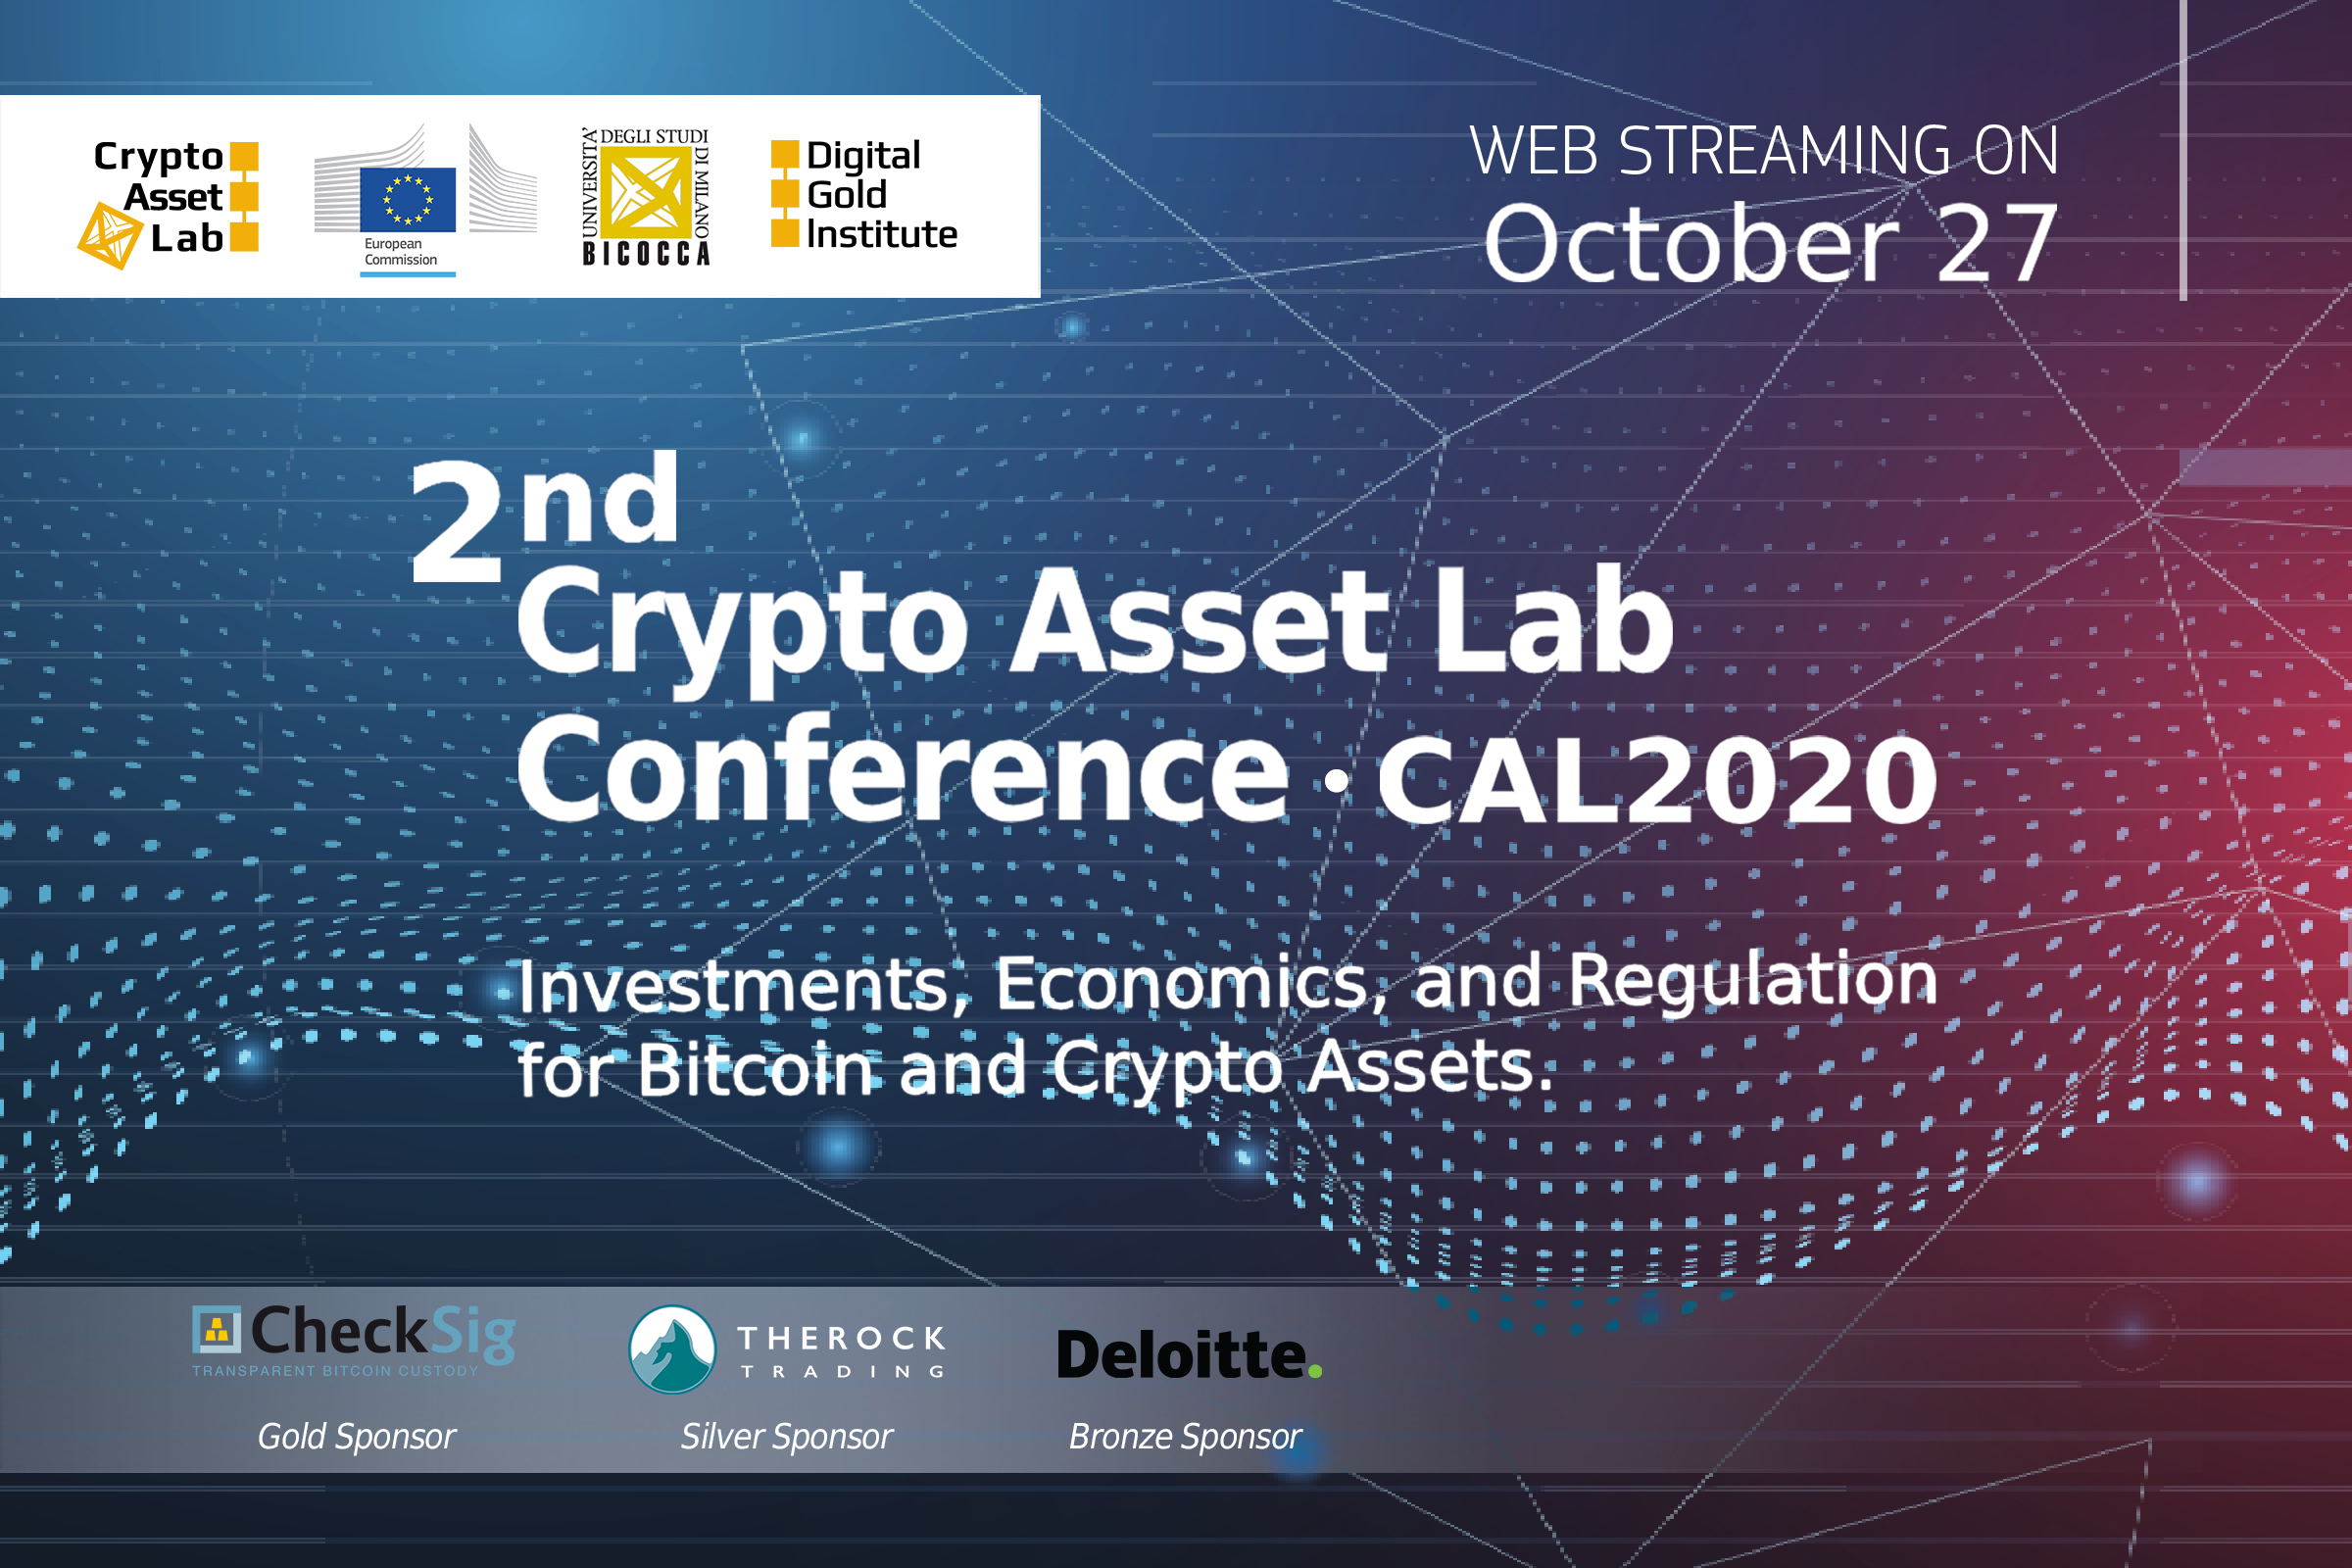 Crypto
Asset
Lab
European
Commission
UNIVERSITA' DEGLI STUDI DI MILANO
BICOCCA
Digital
Gold
Institute
WEB STREAMING ON
October 27
2nd
Crypto Asset Lab
Conference · CAL2020
Investments, Economics, and Regulation
for Bitcoin and Crypto Assets.
CheckSig
TRANSPARENT BITCOIN CUSTODY
Gold Sponsor
THEROCK
TRADING
Silver Sponsor
Deloitte.
Bronze Sponsor